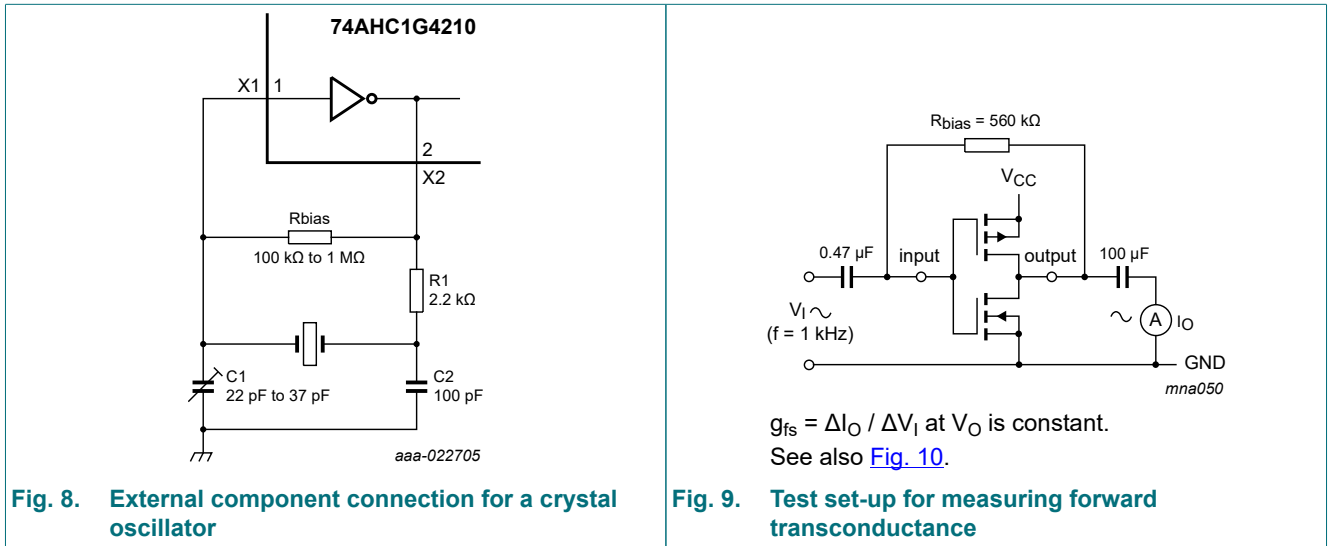 74AHC1G4210
X1 1
2
X2
Rbias
100 kΩ to 1 MΩ
R1
2.2 kΩ
C1
22 pF to 37 pF
C2
100 pF
aaa-022705
Fig. 8. External component connection for a crystal
oscillator
Rbias = 560 kΩ
VCC
0.47 µF
input
output
100 µF
VI
(f = 1 kHz)
A
IO
GND
mna050
gfs = ΔIO / ΔVI at VO is constant.
See also Fig. 10.
Fig. 9. Test set-up for measuring forward
transconductance